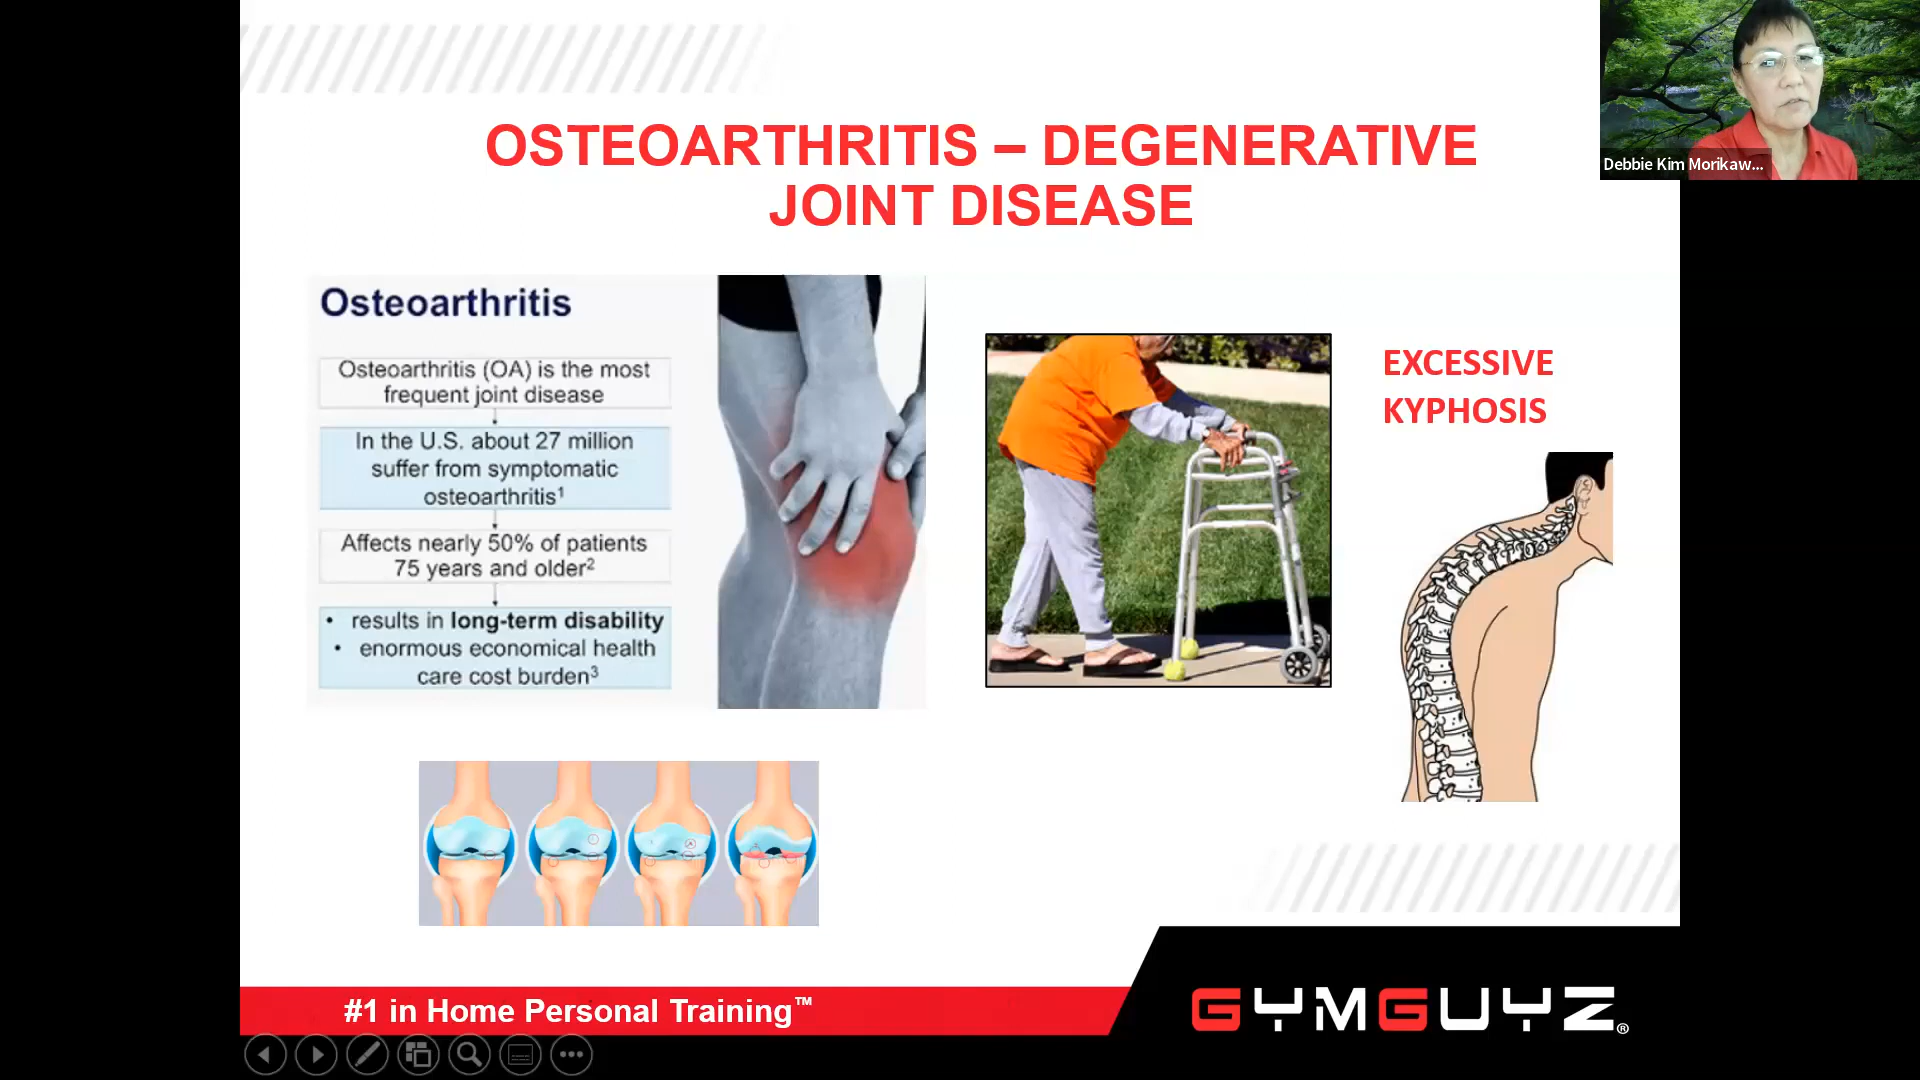 OSTEOARTHRITIS – DEGENERATIVE
JOINT DISEASE
Debbie Kim Morikaw...
Osteoarthritis
Osteoarthritis (OA) is the most
frequent joint disease
In the U.S. about 27 million
suffer from symptomatic
osteoarthritis¹
Affects nearly 50% of patients
75 years and older²
• results in long-term disability
• enormous economical health
care cost burden³
EXCESSIVE
KYPHOSIS
#1 in Home Personal Training™
GYMGUYZ®